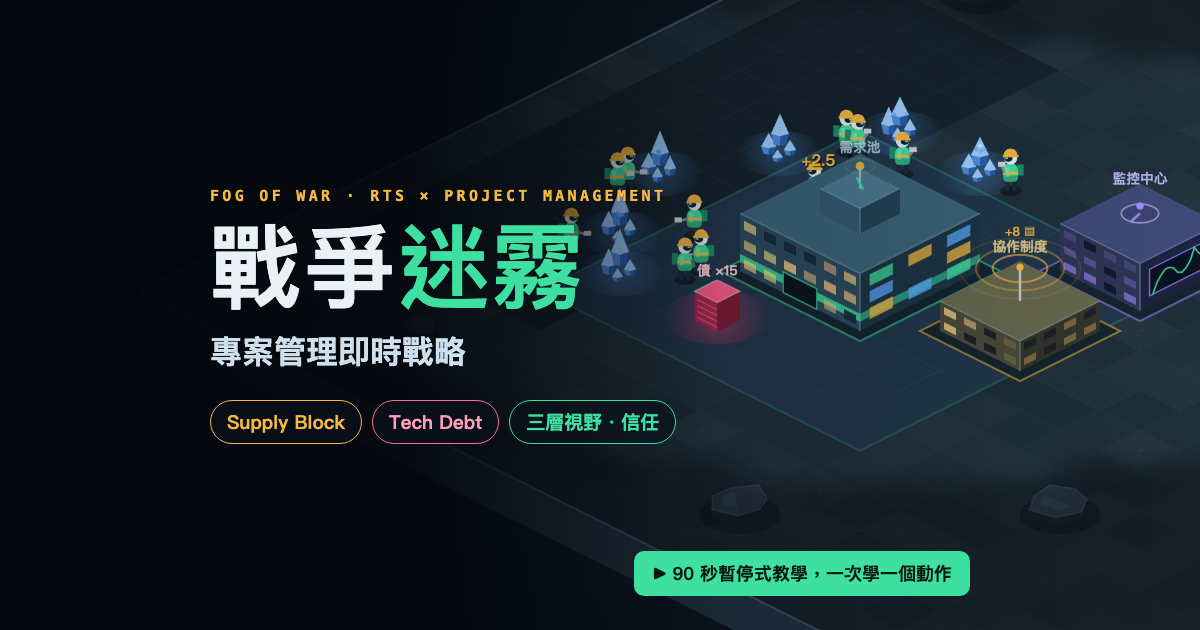 FOG OF WAR · RTS × PROJECT MANAGEMENT
戰爭迷霧
專案管理即時戰略
Supply Block
Tech Debt
三層視野 · 信任
需求池
+2.5
監控中心
+8 ▤
協作制度
債 ×15
▶ 90 秒暫停式教學，一次學一個動作